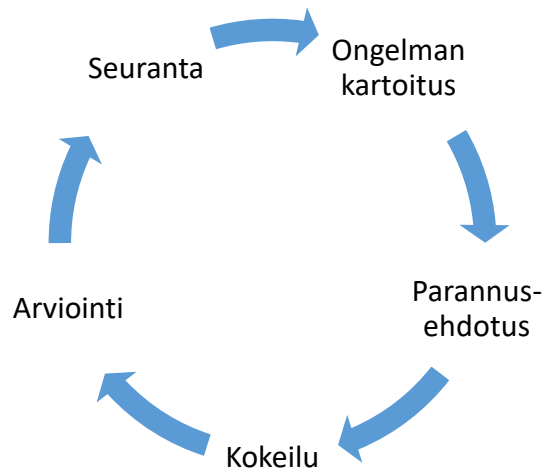 Seuranta
Ongelman
kartoitus
Parannus-
ehdotus
Kokeilu
Arviointi